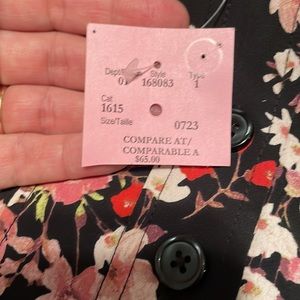 Dept Style Type
01 168083 1
Cat
1615
Size/Taille 0723
COMPARE AT/
COMPARABLE A
$65.00